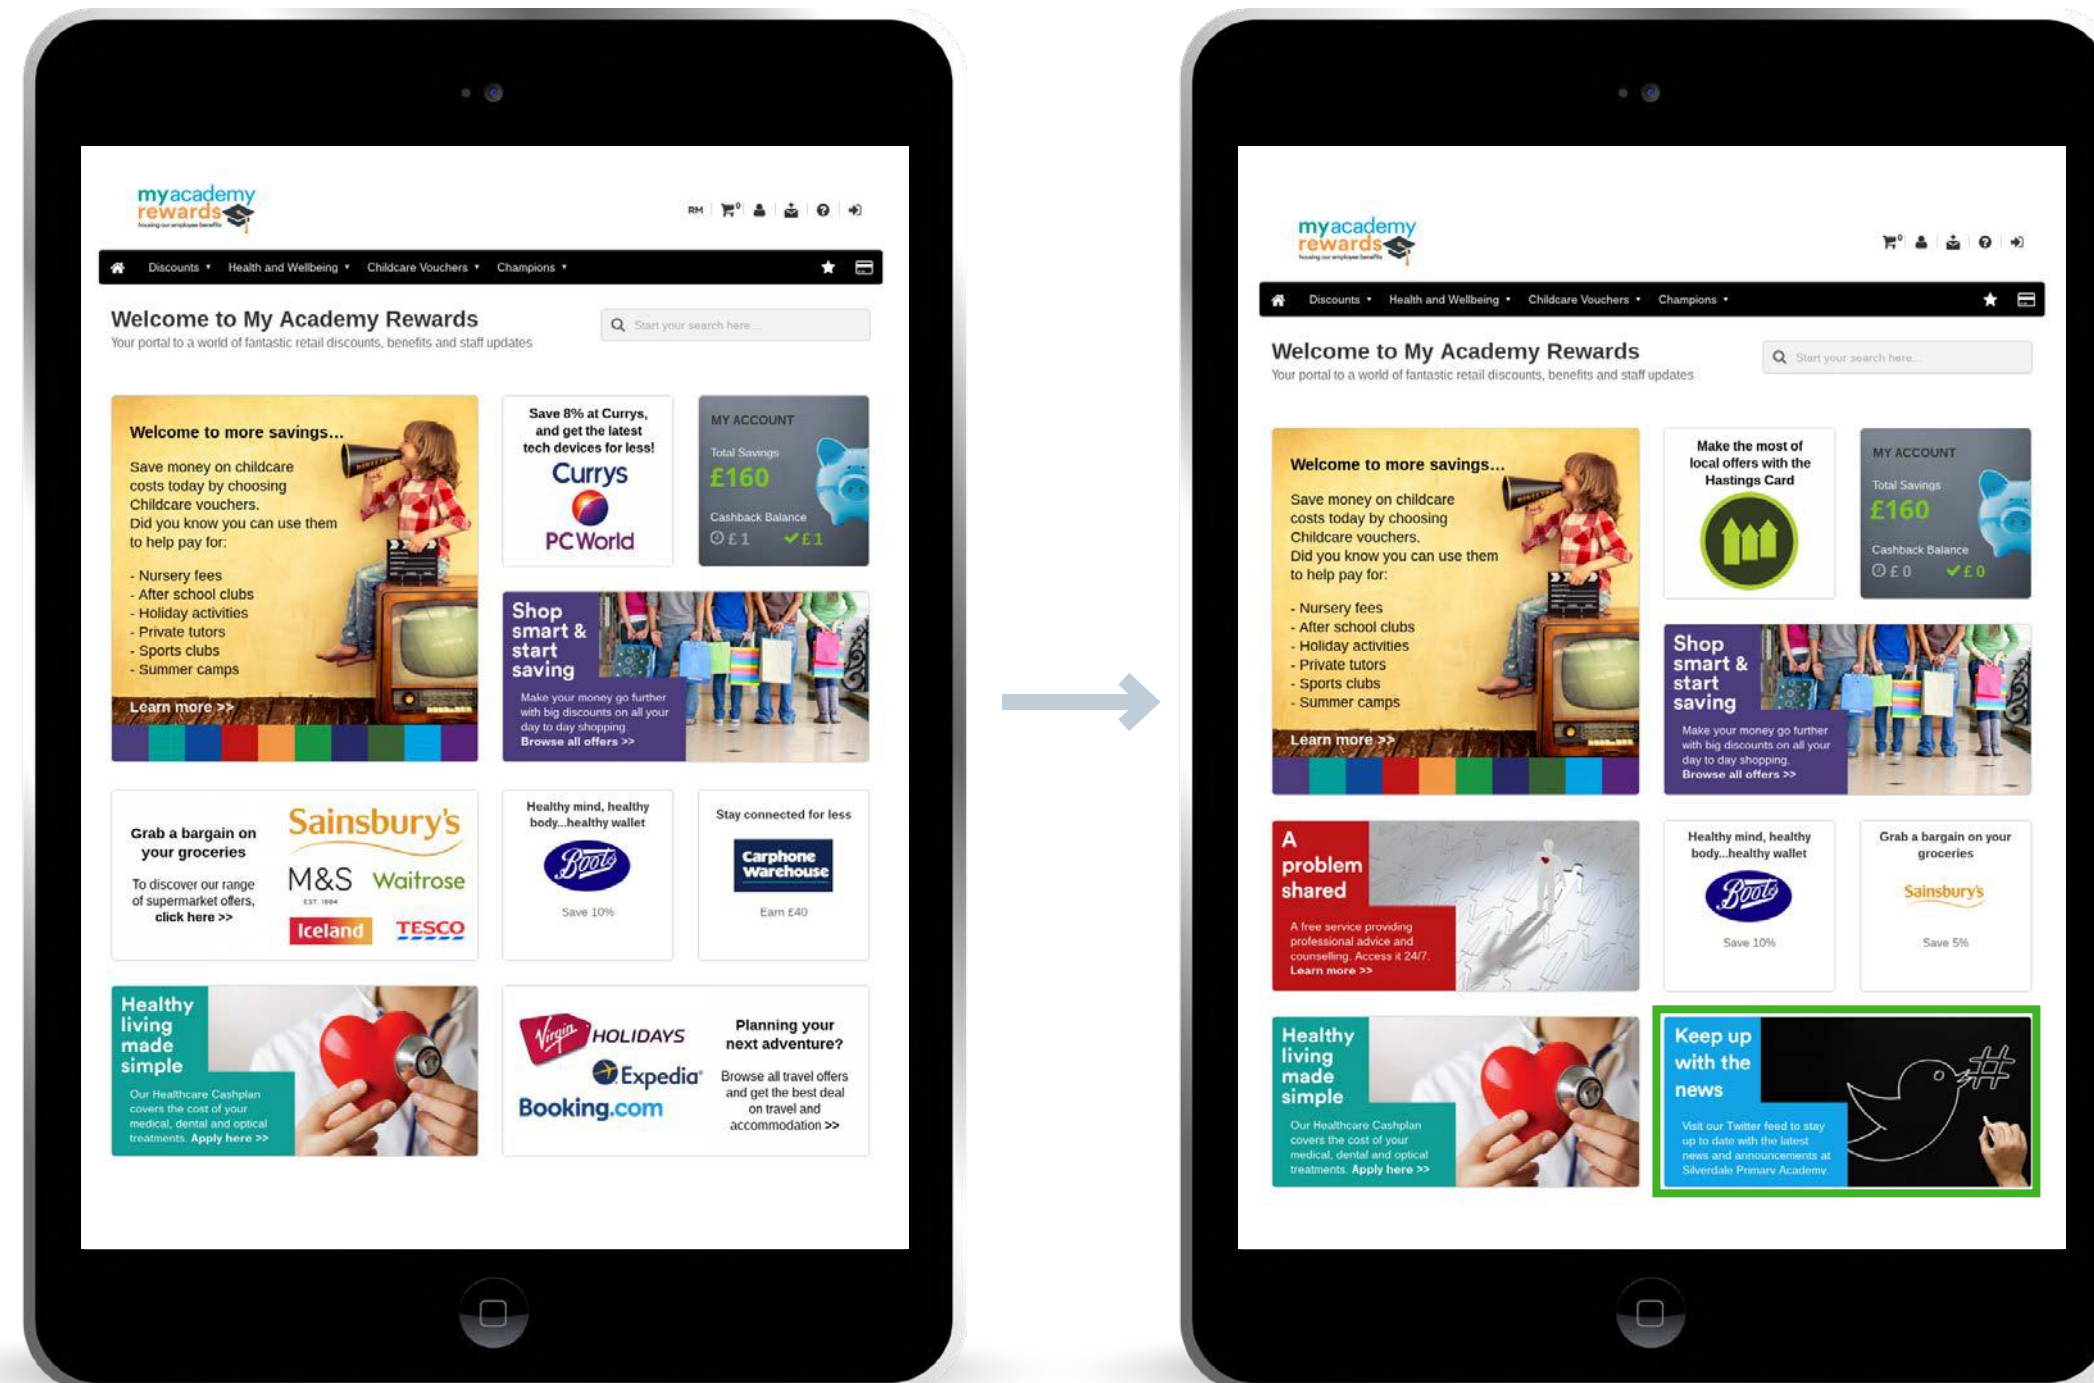 myacademy
rewards
housing our employee benefits
RM 0
Discounts Health and Wellbeing Childcare Vouchers Champions
Welcome to My Academy Rewards
Your portal to a world of fantastic retail discounts, benefits and staff updates
Start your search here...
Welcome to more savings...
Save money on childcare
costs today by choosing
Childcare vouchers.
Did you know you can use them
to help pay for:
- Nursery fees
- After school clubs
- Holiday activities
- Private tutors
- Sports clubs
- Summer camps
Learn more >>
Save 8% at Currys,
and get the latest
tech devices for less!
Currys
PC World
MY ACCOUNT
Total Savings
£160
Cashback Balance
£1 £1
Shop
smart &
start
saving
Make your money go further
with big discounts on all your
day to day shopping.
Browse all offers >>
Grab a bargain on
your groceries
To discover our range
of supermarket offers,
click here >>
Sainsbury's
M&S Waitrose
EST. 1884
Iceland TESCO
Healthy mind, healthy
body...healthy wallet
Boots
Save 10%
Stay connected for less
Carphone
Warehouse
Earn £40
Healthy
living
made
simple
Our Healthcare Cashplan
covers the cost of your
medical, dental and optical
treatments. Apply here >>
Virgin HOLIDAYS
Expedia
Booking.com
Planning your
next adventure?
Browse all travel offers
and get the best deal
on travel and
accommodation >>
myacademy
rewards
housing our employee benefits
0
Discounts Health and Wellbeing Childcare Vouchers Champions
Welcome to My Academy Rewards
Your portal to a world of fantastic retail discounts, benefits and staff updates
Start your search here...
Welcome to more savings...
Save money on childcare
costs today by choosing
Childcare vouchers.
Did you know you can use them
to help pay for:
- Nursery fees
- After school clubs
- Holiday activities
- Private tutors
- Sports clubs
- Summer camps
Learn more >>
Make the most of
local offers with the
Hastings Card
MY ACCOUNT
Total Savings
£160
Cashback Balance
£0 £0
Shop
smart &
start
saving
Make your money go further
with big discounts on all your
day to day shopping.
Browse all offers >>
A
problem
shared
A free service providing
professional advice and
counselling. Access it 24/7.
Learn more >>
Healthy mind, healthy
body...healthy wallet
Boots
Save 10%
Grab a bargain on your
groceries
Sainsbury's
Save 5%
Healthy
living
made
simple
Our Healthcare Cashplan
covers the cost of your
medical, dental and optical
treatments. Apply here >>
Keep up
with the
news
Visit our Twitter feed to stay
up to date with the latest
news and announcements at
Silverdale Primary Academy.
#